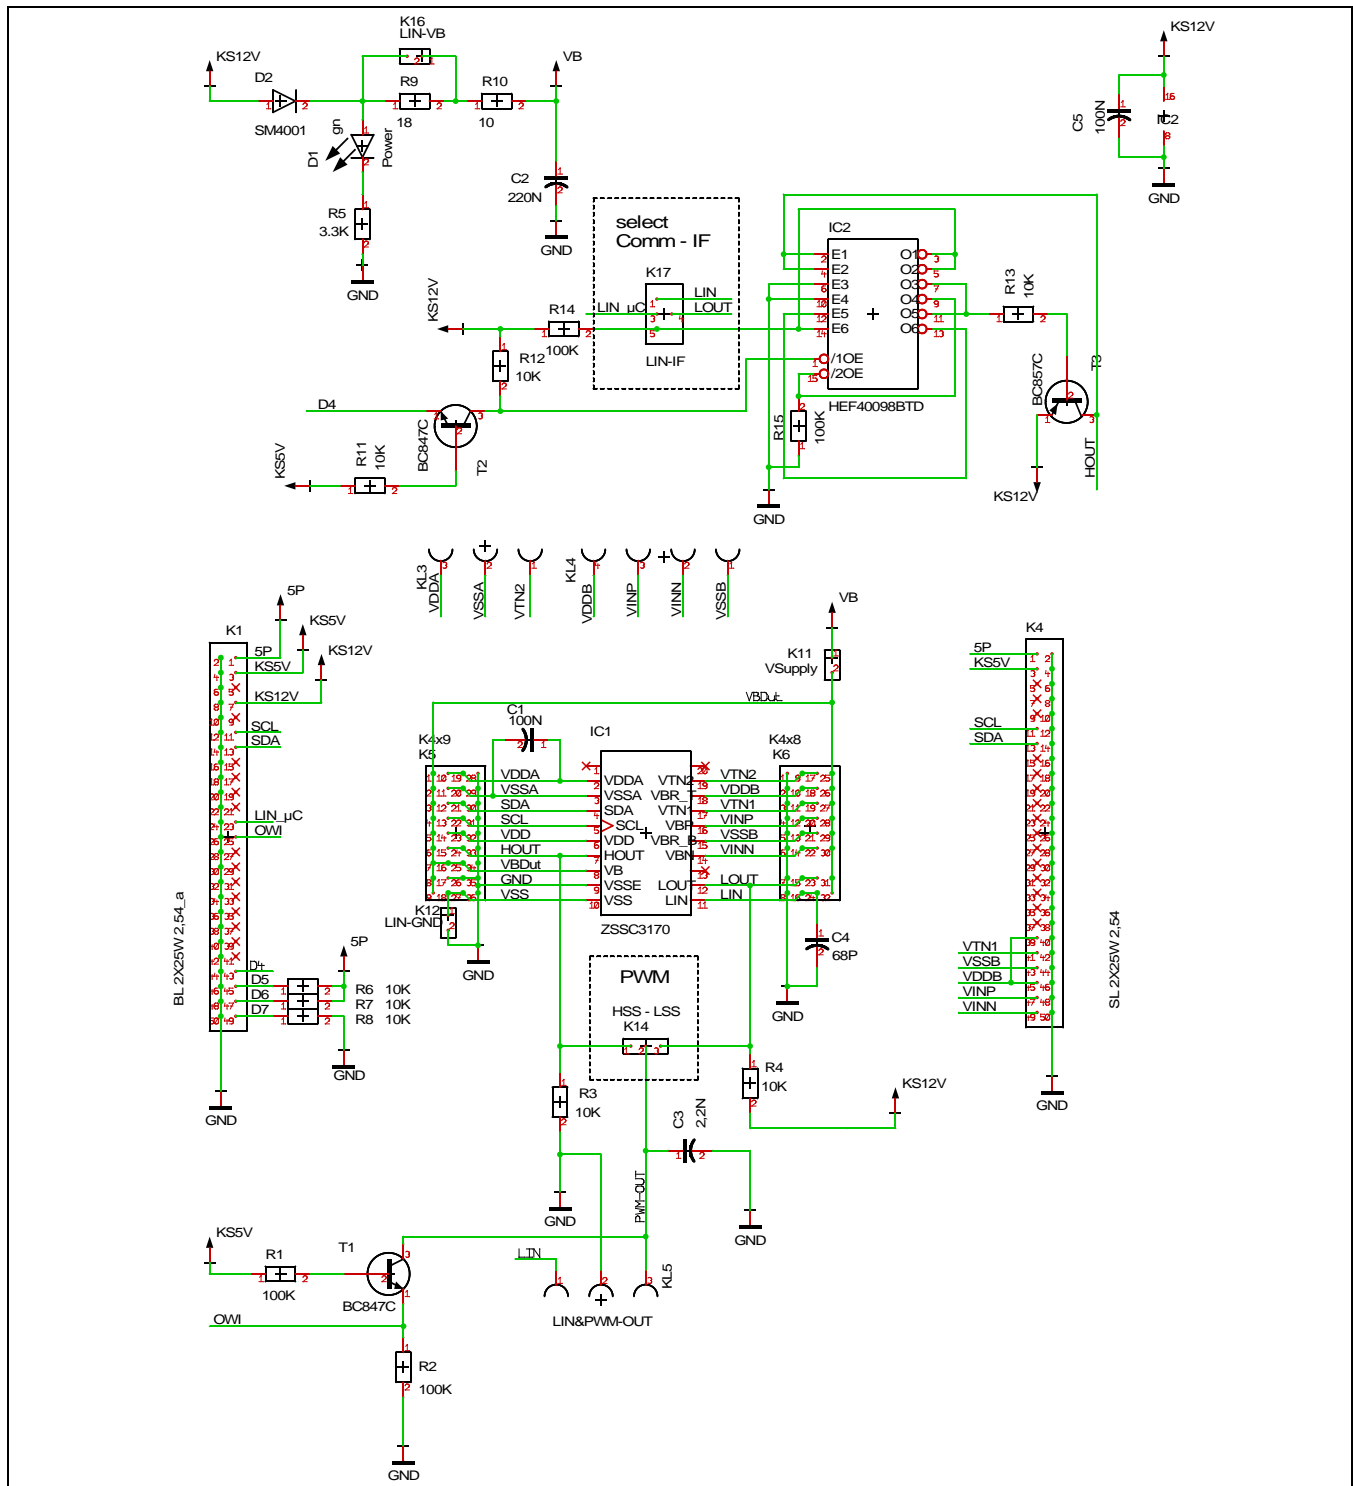 K16
LIN-VB
KS12V
D2
R9
R10
VB
SM4001
18
10
gn
D1
Power
R5
3.3K
GND
C2
220N
GND
KS12V
C5
100N
IC2
16
8
GND
select
Comm - IF
K17
LIN
LIN_µC
LOUT
LIN-IF
IC2
E1
E2
E3
E4
E5
E6
O1
O2
O3
O4
O5
O6
/1OE
/2OE
HEF40098BTD
R13
10K
BC857C
T3
HOUT
KS12V
KS12V
R14
100K
R12
10K
D4
BC847C
T2
R11
10K
KS5V
R15
100K
GND
KL3
VDDA
VSSA
VTN2
KL4
VDDB
VINP
VINN
VSSB
5P
KS5V
KS12V
K1
5P
KS5V
KS12V
SCL
SDA
LIN_µC
OWI
D4
D5
D6
D7
BL 2X25W 2,54_a
5P
R6 10K
R7 10K
R8 10K
GND
GND
VB
K11
VSupply
VBOut
C1
100N
K4x9
K5
IC1
K4x8
K6
VDDA
VSSA
SDA
SCL
VDD
HOUT
VBOut
GND
VSS
VDDA
VSSA
SDA
SCL
VDD
HOUT
VB
VSSE
VSS
VTN2
VBR_T
VTN1
VBP
VBR_B
VBN
LOUT
LIN
VTN2
VDDB
VTN1
VINP
VSSB
VINN
LOUT
LIN
ZSSC3170
K12
LIN-GND
GND
C4
68P
GND
PWM
HSS - LSS
K14
R3
10K
GND
R4
10K
KS12V
C3
2,2N
GND
PWM-OUT
K4
5P
KS5V
SCL
SDA
VTN1
VSSB
VDDB
VINP
VINN
SL 2X25W 2,54
GND
KS5V
R1
100K
T1
BC847C
OWI
R2
100K
GND
LIN
KL5
LIN&PWM-OUT